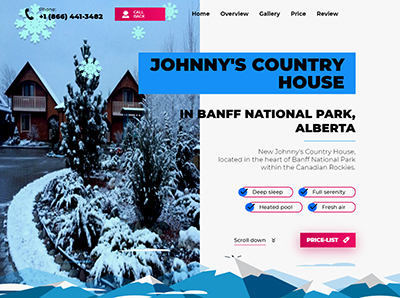 Phone:
+1 (866) 441-3482
CALL BACK
Home Overview Gallery Price Review
JOHNNY'S COUNTRY
HOUSE
IN BANFF NATIONAL PARK,
ALBERTA
New Johnny's Country House,
located in the heart of Banff National Park
within the Canadian Rockies.
Deep sleep
Full serenity
Heated pool
Fresh air
Scroll down
PRICE-LIST